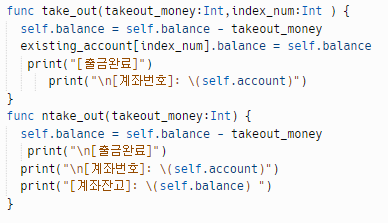 func take_out(takeout_money:Int,index_num:Int ) {
self.balance = self.balance - takeout_money
existing_account[index_num].balance = self.balance
print("[출금완료]")
print("\n[계좌번호]: \(self.account)")
}
func ntake_out(takeout_money:Int) {
self.balance = self.balance - takeout_money
print("\n[출금완료]")
print("\n[계좌번호]: \(self.account)")
print("[계좌잔고]: \(self.balance) ")
}